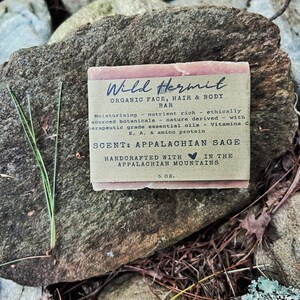 Wild Hermit
ORGANIC FACE, HAIR & BODY
BAR
Moisturizing - nutrient rich - ethically
sourced botanicals - nature derived - with
therapeutic grade essential oils - Vitamins C,
E, A, & amino protein
SCENT: APPALACHIAN SAGE
HANDCRAFTED WITH ♥ IN THE
APPALACHIAN MOUNTAINS
5 OZ.